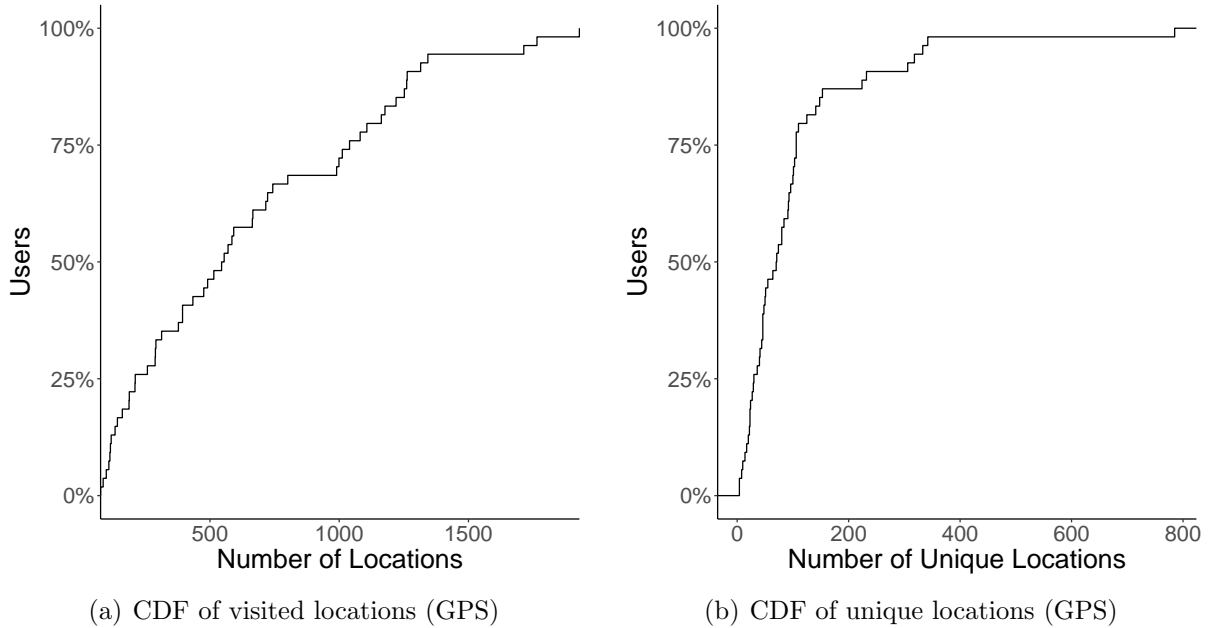 100%
75%
50%
25%
0%
Users
500 1000 1500
Number of Locations
(a) CDF of visited locations (GPS)
100%
75%
50%
25%
0%
Users
0 200 400 600 800
Number of Unique Locations
(b) CDF of unique locations (GPS)